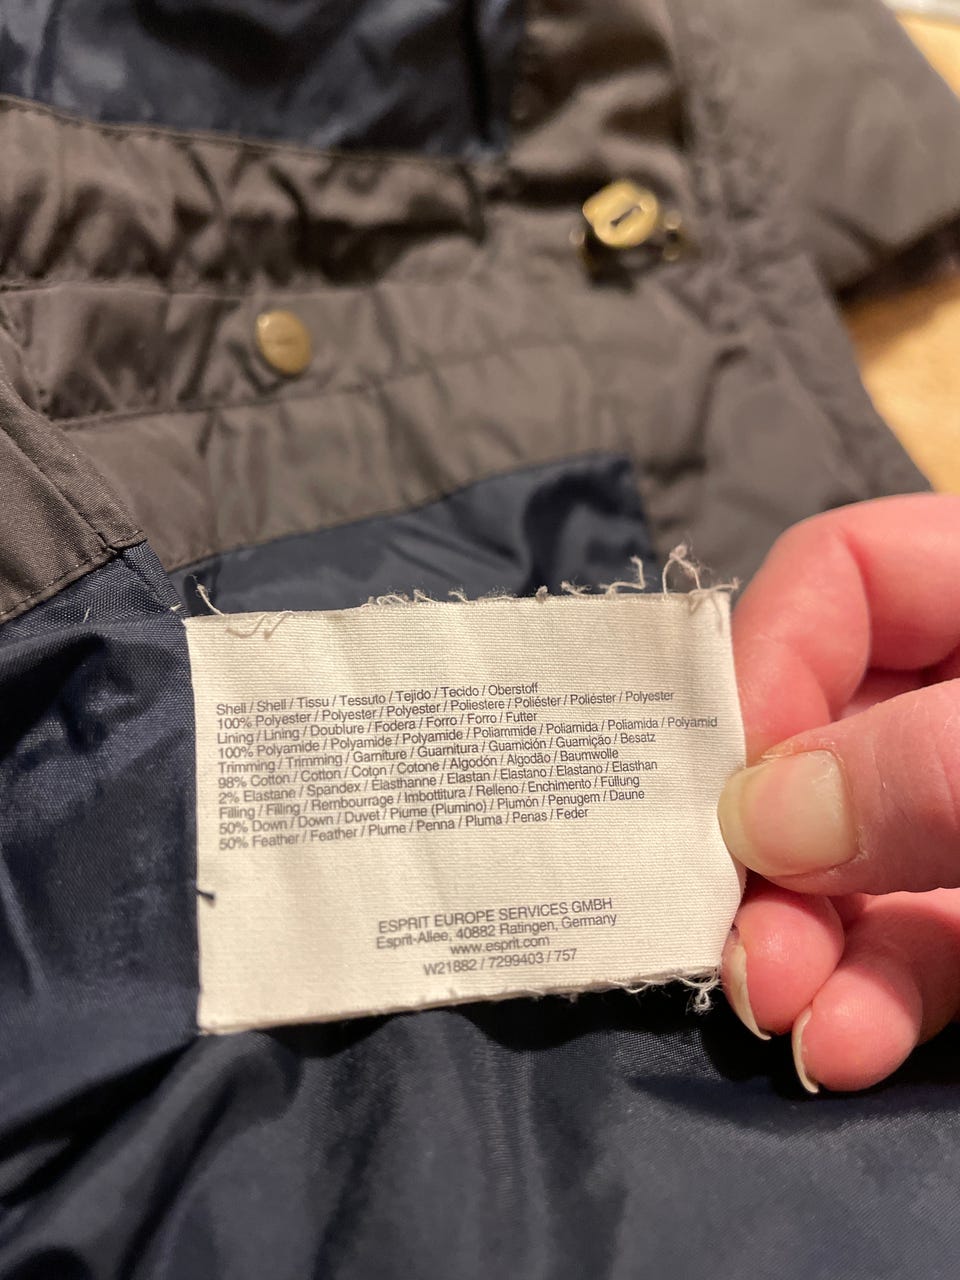 Shell / Shell / Tissu / Tessuto / Tejido / Tecido / Oberstoff
100% Polyester / Polyester / Polyester / Poliestere / Poliéster / Poliéster / Polyester
Lining / Lining / Doublure / Fodera / Forro / Forro / Futter
100% Polyamide / Polyamide / Polyamide / Poliammide / Poliamida / Poliamida / Polyamid
Trimming / Trimming / Garniture / Guarnitura / Guarnición / Guarnição / Besatz
98% Cotton / Cotton / Coton / Cotone / Algodón / Algodão / Baumwolle
2% Elastane / Spandex / Élasthanne / Elastan / Elastano / Elastano / Elasthan
Filling / Filling / Rembourrage / Imbottitura / Relleno / Enchimento / Füllung
50% Down / Down / Duvet / Piume (Piumino) / Plumón / Penugem / Daune
50% Feather / Feather / Plume / Penna / Pluma / Penas / Feder
ESPRIT EUROPE SERVICES GMBH
Esprit-Allee, 40882 Ratingen, Germany
www.esprit.com
W21882 / 7299403 / 757